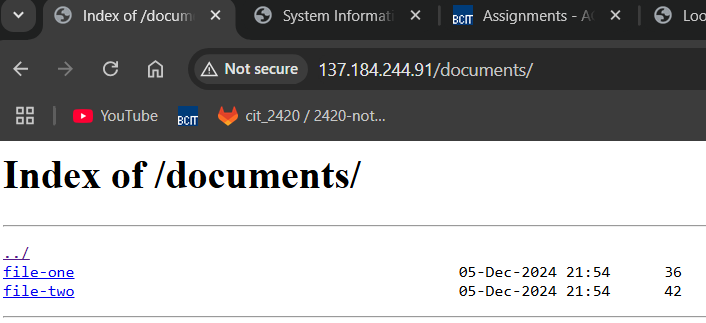 Index of /docum
System Informati
Assignments - A
Loo
Not secure 137.184.244.91/documents/
YouTube
BCIT
cit_2420 / 2420-not...
Index of /documents/
../
file-one 05-Dec-2024 21:54 36
file-two 05-Dec-2024 21:54 42